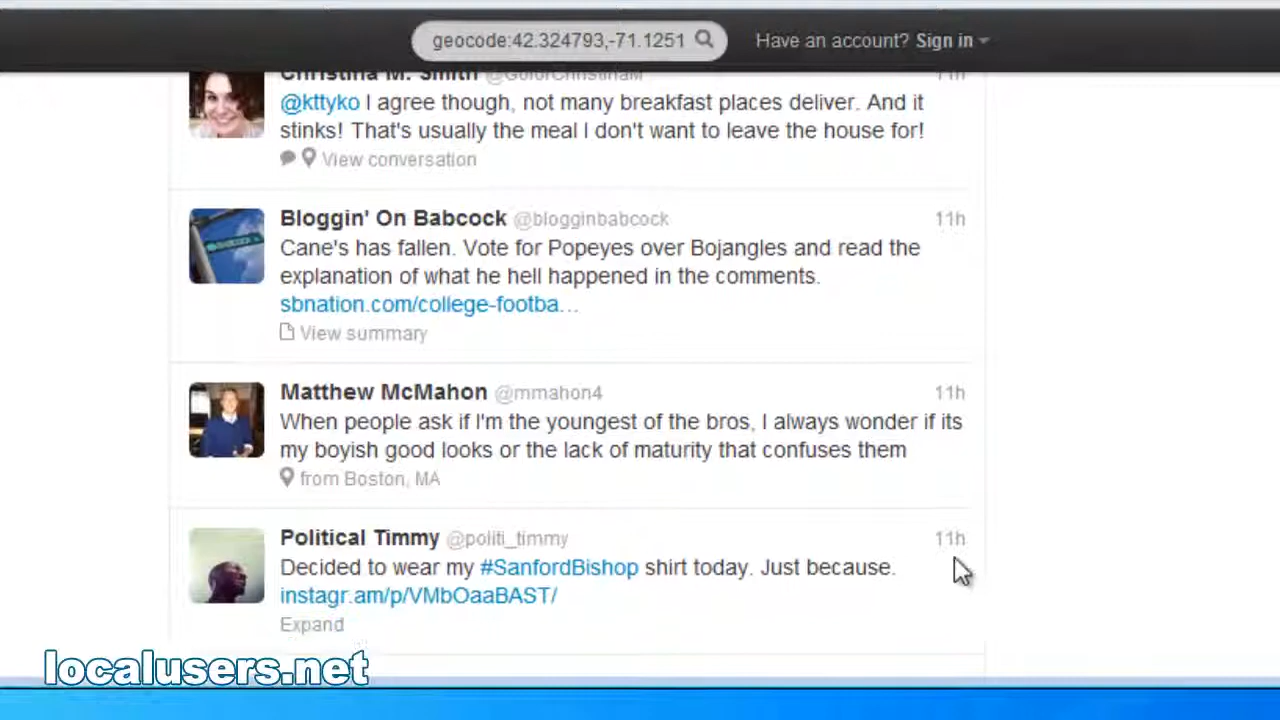 geocode:42.324793,-71.1251
Have an account? Sign in
Christina M. Smith @GolorChristinaM 11h
@kttyko I agree though, not many breakfast places deliver. And it
stinks! That's usually the meal I don't want to leave the house for!
View conversation
Bloggin' On Babcock @blogginbabcock 11h
Cane's has fallen. Vote for Popeyes over Bojangles and read the
explanation of what he hell happened in the comments.
sbnation.com/college-footba…
View summary
Matthew McMahon @mmahon4 11h
When people ask if I'm the youngest of the bros, I always wonder if its
my boyish good looks or the lack of maturity that confuses them
from Boston, MA
Political Timmy @politi_timmy 11h
Decided to wear my #SanfordBishop shirt today. Just because.
instagr.am/p/VMbOaaBAST/
Expand
localusers.net